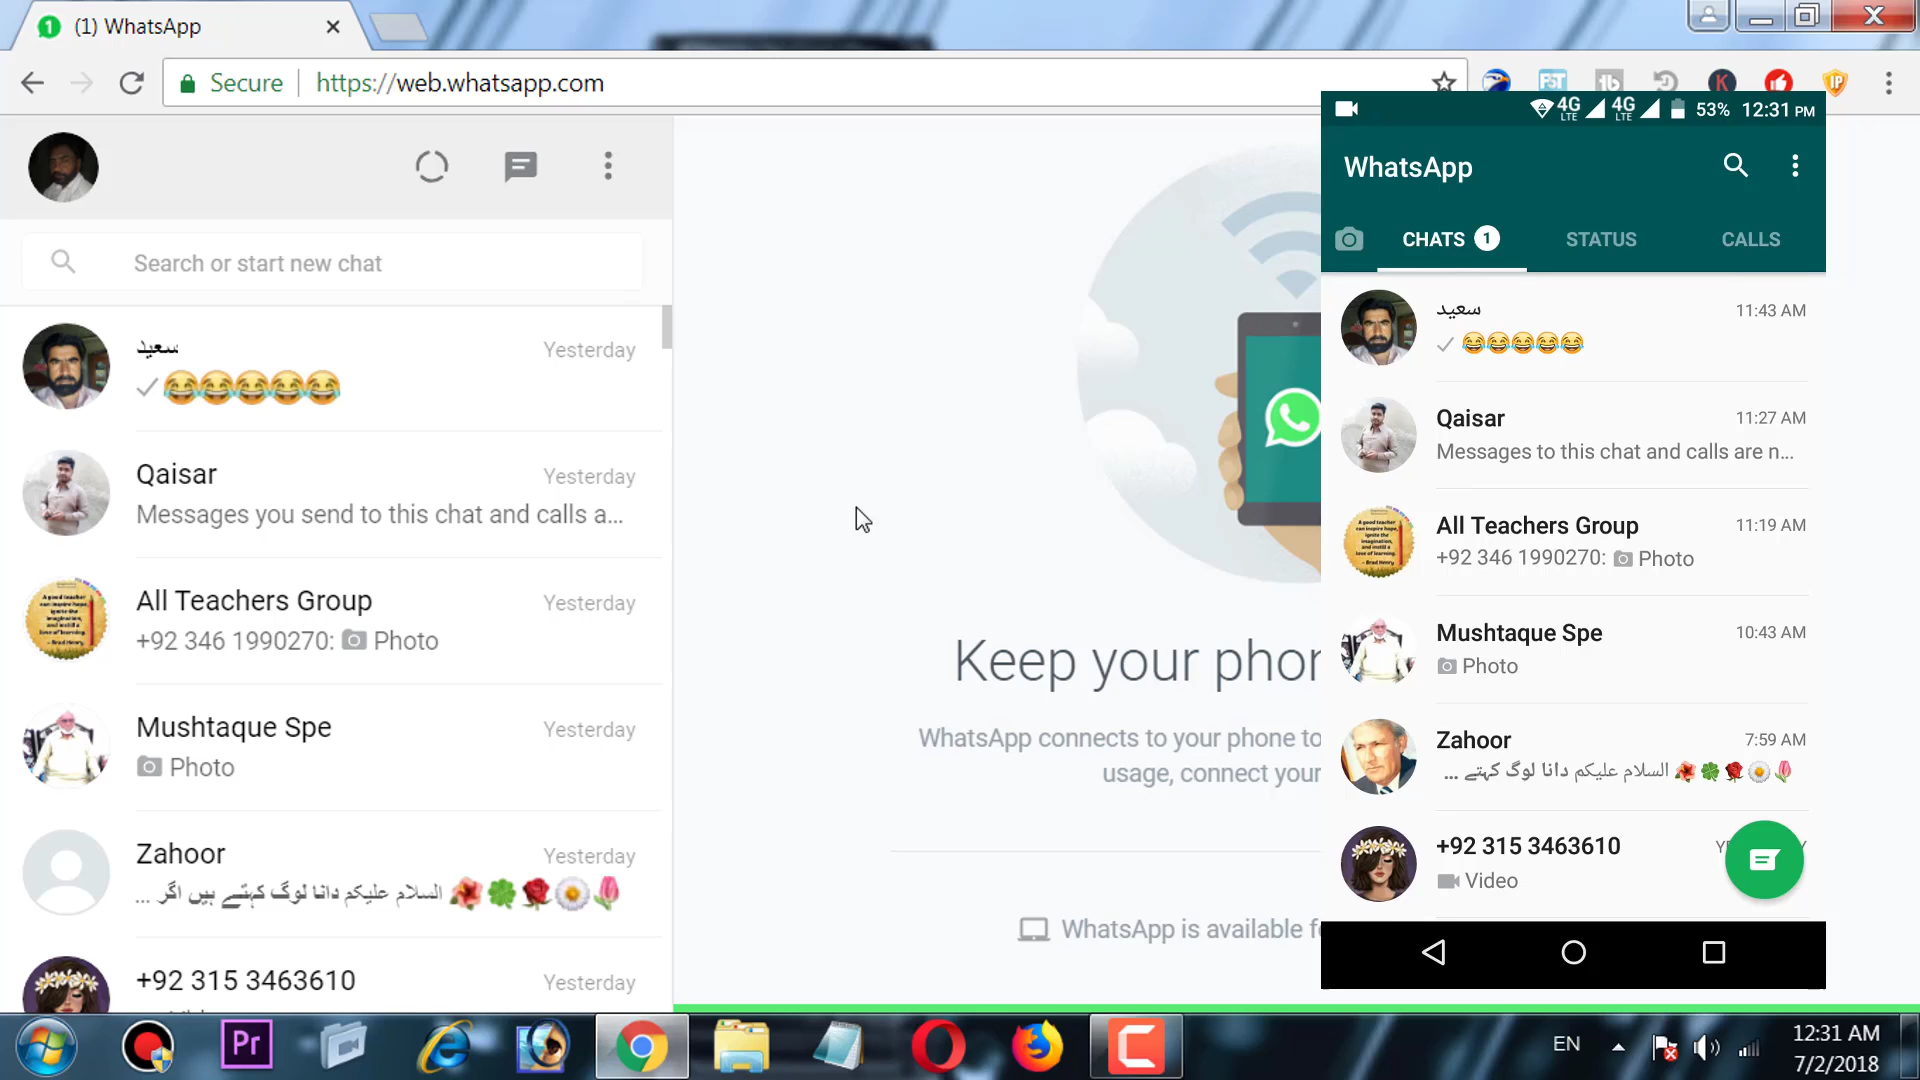 (1) WhatsApp
Secure
https://web.whatsapp.com
Search or start new chat
سعید
Yesterday
😂😂😂😂😂
Qaisar
Yesterday
Messages you send to this chat and calls a...
All Teachers Group
Yesterday
+92 346 1990270: Photo
Mushtaque Spe
Yesterday
Photo
Zahoor
Yesterday
🌺🍀🌹🌼🌷 السلام علیکم دانا لوگ کہتے ہیں اگر ...
+92 315 3463610
Yesterday
Keep your phon
WhatsApp connects to your phone to
usage, connect your
WhatsApp is available f
4G LTE 4G LTE 53% 12:31 PM
WhatsApp
CHATS 1 STATUS CALLS
سعید
11:43 AM
😂😂😂😂😂
Qaisar
11:27 AM
Messages to this chat and calls are n...
All Teachers Group
11:19 AM
+92 346 1990270: Photo
Mushtaque Spe
10:43 AM
Photo
Zahoor
7:59 AM
🌺🍀🌹🌼🌷 السلام علیکم دانا لوگ کہتے ...
+92 315 3463610
Video
Pr
EN
12:31 AM
7/2/2018